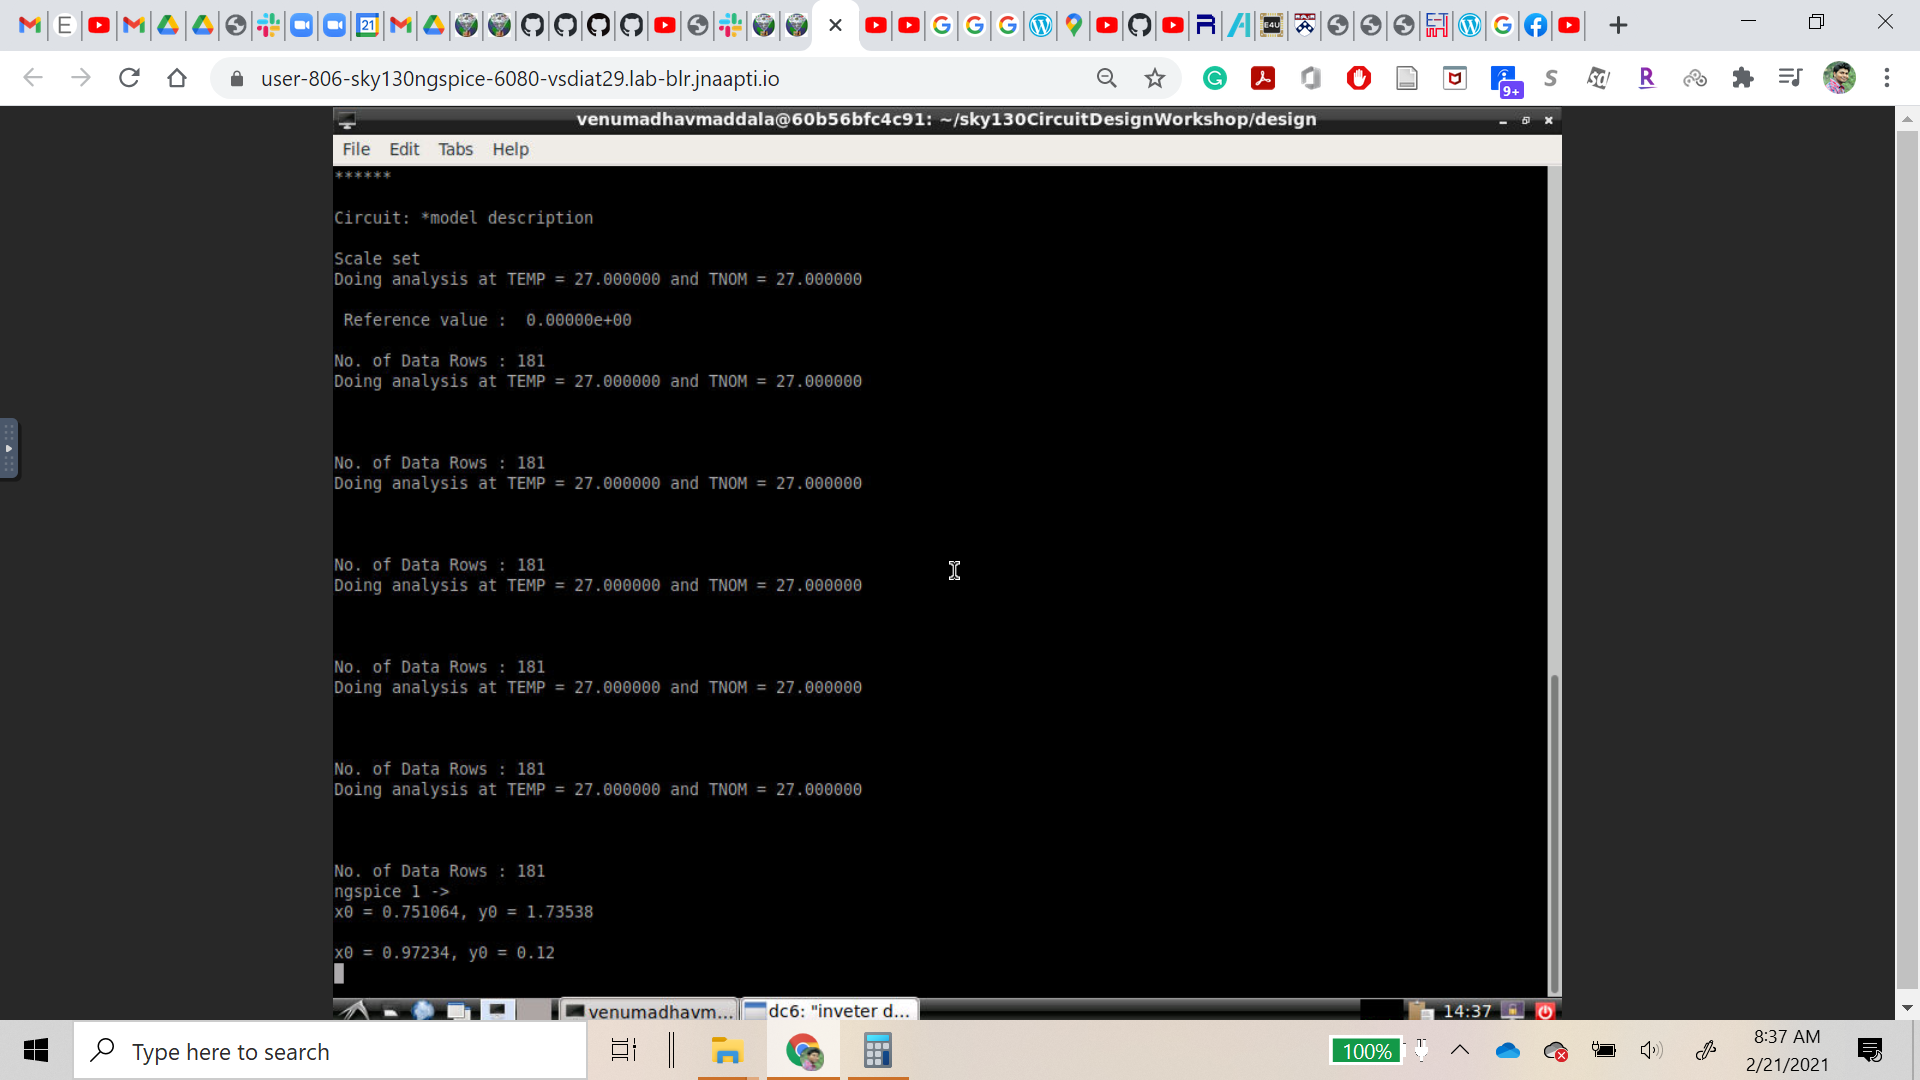 21
user-806-sky130ngspice-6080-vsdiat29.lab-blr.jnaapti.io
9+
venumadhavmaddala@60b56bfc4c91: ~/sky130CircuitDesignWorkshop/design
File Edit Tabs Help
******
Circuit: *model description
Scale set
Doing analysis at TEMP = 27.000000 and TNOM = 27.000000
Reference value : 0.00000e+00
No. of Data Rows : 181
Doing analysis at TEMP = 27.000000 and TNOM = 27.000000
No. of Data Rows : 181
Doing analysis at TEMP = 27.000000 and TNOM = 27.000000
No. of Data Rows : 181
Doing analysis at TEMP = 27.000000 and TNOM = 27.000000
No. of Data Rows : 181
Doing analysis at TEMP = 27.000000 and TNOM = 27.000000
No. of Data Rows : 181
Doing analysis at TEMP = 27.000000 and TNOM = 27.000000
No. of Data Rows : 181
ngspice 1 ->
x0 = 0.751064, y0 = 1.73538
x0 = 0.97234, y0 = 0.12
venumadhavm... dc6: "inveter d... 14:37
Type here to search 100% 8:37 AM
2/21/2021